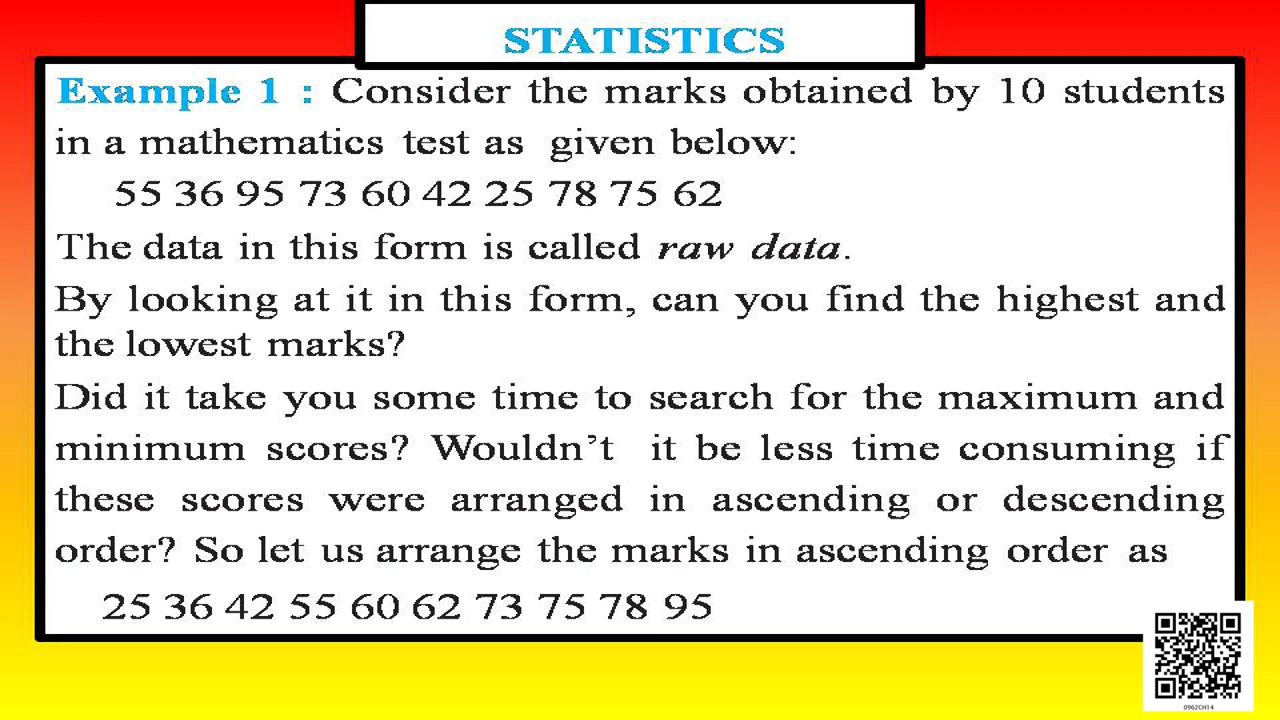 STATISTICS
Example 1 : Consider the marks obtained by 10 students
in a mathematics test as given below:
55 36 95 73 60 42 25 78 75 62
The data in this form is called raw data.
By looking at it in this form, can you find the highest and
the lowest marks?
Did it take you some time to search for the maximum and
minimum scores? Wouldn’t it be less time consuming if
these scores were arranged in ascending or descending
order? So let us arrange the marks in ascending order as
25 36 42 55 60 62 73 75 78 95
0962CH14